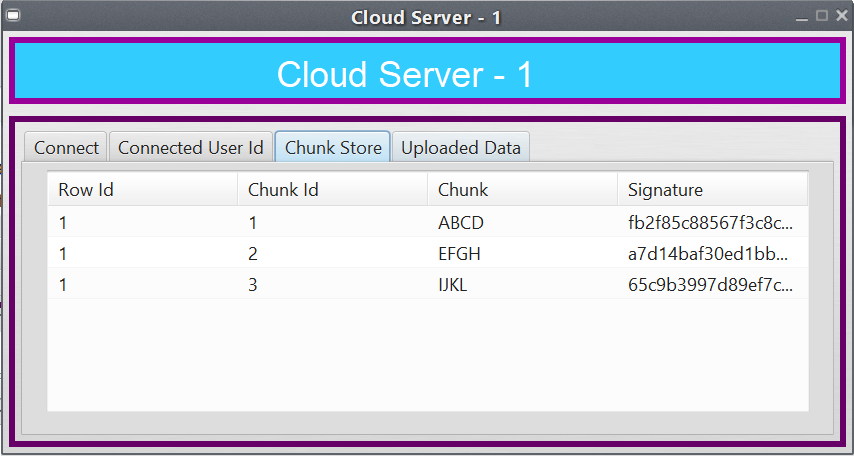 Cloud Server - 1
Cloud Server - 1
Connect Connected User Id Chunk Store Uploaded Data
Row Id Chunk Id Chunk Signature
1 1 ABCD fb2f85c88567f3c8c...
1 2 EFGH a7d14baf30ed1bb...
1 3 IJKL 65c9b3997d89ef7c...